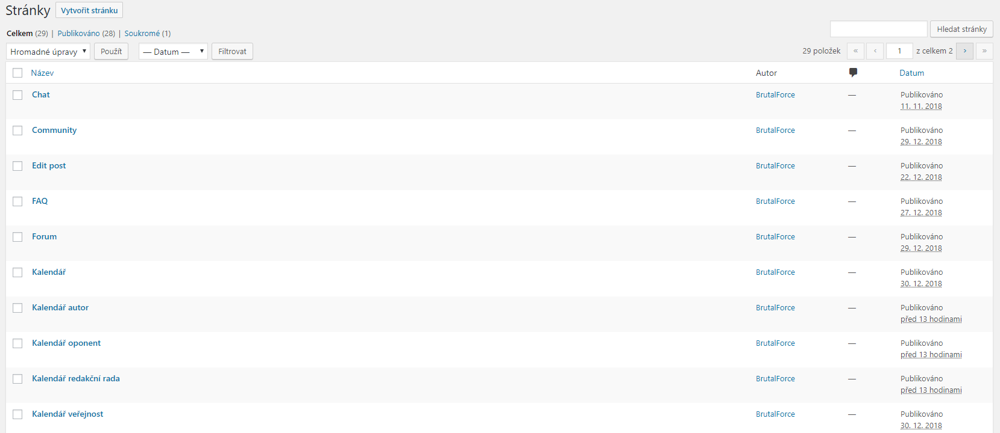 Stránky Vytvořit stránku
Celkem (29) | Publikováno (28) | Soukromé (1)
Hledat stránky
Hromadné úpravy Použít — Datum — Filtrovat 29 položek « ‹ 1 z celkem 2 › »
Název Autor Datum
Chat BrutalForce — Publikováno
11. 11. 2018
Community BrutalForce — Publikováno
29. 12. 2018
Edit post BrutalForce — Publikováno
22. 12. 2018
FAQ BrutalForce — Publikováno
27. 12. 2018
Forum BrutalForce — Publikováno
29. 12. 2018
Kalendář BrutalForce — Publikováno
30. 12. 2018
Kalendář autor BrutalForce — Publikováno
před 13 hodinami
Kalendář oponent BrutalForce — Publikováno
před 13 hodinami
Kalendář redakční rada BrutalForce — Publikováno
před 13 hodinami
Kalendář veřejnost BrutalForce — Publikováno
30. 12. 2018